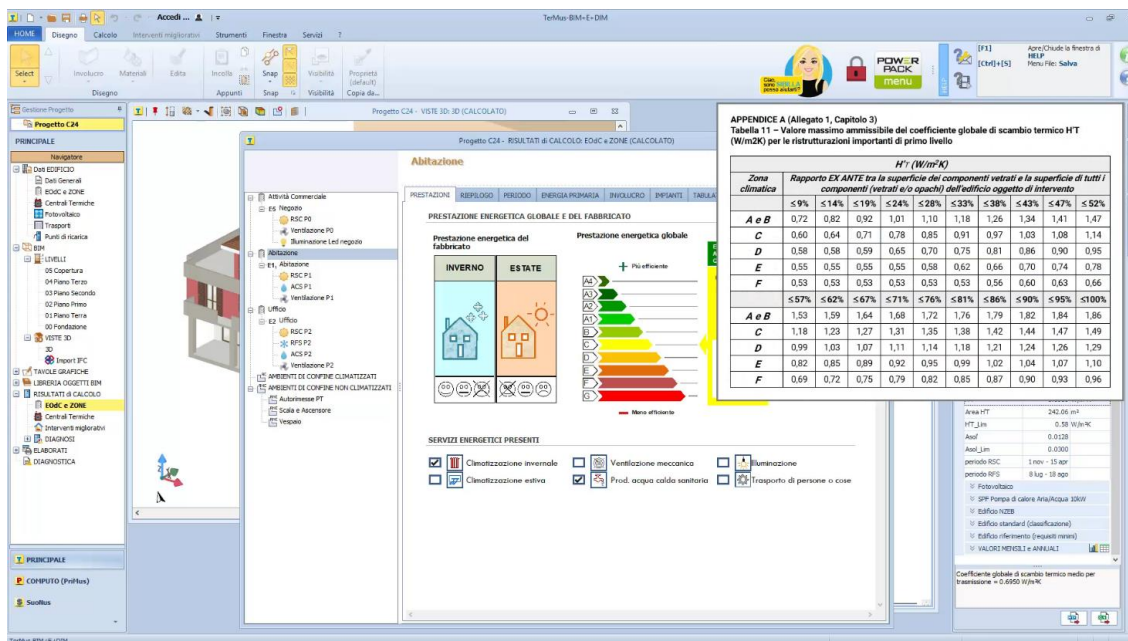 Accedi ...
TerMus-BIM+E+DIM
HOME Disegno Calcolo Interventi migliorativi Strumenti Finestra Servizi ?
Select
Involucro
Materiali
Edita
Incolla
Snap
Visibilità
Proprietà
(default)
Disegno
Appunti
Snap
Visibilità
Copia da...
POWER
PACK
menu
[F1]
Apre/Chiude la finestra di
HELP
[Ctrl]+[S]
Menu File: Salva
Gestione Progetto
Progetto C24
PRINCIPALE
Navigatore
Dati EDIFICIO
Dati Generali
EOdC e ZONE
Centrali Termiche
Fotovoltaico
Trasporti
Punti di ricarica
BIM
LIVELLI
05 Copertura
04 Piano Terzo
03 Piano Secondo
02 Piano Primo
01 Piano Terra
00 Fondazione
VISTE 3D
3D
Import IFC
TAVOLE GRAFICHE
LIBRERIA OGGETTI BIM
RISULTATI di CALCOLO
EOdC e ZONE
Centrali Termiche
Interventi migliorativi
DIAGNOSI
ELABORATI
DIAGNOSTICA
PRINCIPALE
COMPUTO (PriMus)
SuoNus
TerMus-BIM+E+DIM
Progetto C24 - VISTE 3D: 3D (CALCOLATO)
Progetto C24 - RISULTATI di CALCOLO: EOdC e ZONE (CALCOLATO)
Attività Commerciale
E5 Negozio
RSC P0
Ventilazione P0
Illuminazione Led negozio
Abitazione
E1, Abitazione
RSC P1
ACS P1
Ventilazione P1
Ufficio
E2 Ufficio
RSC P2
RFS P2
ACS P2
Ventilazione P2
AMBIENTI DI CONFINE CLIMATIZZATI
AMBIENTI DI CONFINE NON CLIMATIZZATI
Autorimesse PT
Scala e Ascensore
Vespaio
Abitazione
PRESTAZIONI RIEPILOGO PERIODO ENERGIA PRIMARIA INVOLUCRO IMPIANTI
PRESTAZIONE ENERGETICA GLOBALE E DEL FABBRICATO
Prestazione energetica del
fabbricato
INVERNO ESTATE
Prestazione energetica globale
Più efficiente
A4
A3
A2
A1
B
C
D
E
F
G
Meno efficiente
SERVIZI ENERGETICI PRESENTI
Climatizzazione invernale Ventilazione meccanica Illuminazione
Climatizzazione estiva Prod. acqua calda sanitaria Trasporto di persone o cose
APPENDICE A (Allegato 1, Capitolo 3)
Tabella 11 – Valore massimo ammissibile del coefficiente globale di scambio termico H'T
(W/m2K) per le ristrutturazioni importanti di primo livello
H'T (W/m²K)
Zona climatica
Rapporto EX ANTE tra la superficie dei componenti vetrati e la superficie di tutti i
componenti (vetrati e/o opachi) dell'edificio oggetto di intervento
≤9% ≤14% ≤19% ≤24% ≤28% ≤33% ≤38% ≤43% ≤47% ≤52%
A e B 0,72 0,82 0,92 1,01 1,10 1,18 1,26 1,34 1,41 1,47
C 0,60 0,64 0,71 0,78 0,85 0,91 0,97 1,03 1,08 1,14
D 0,58 0,58 0,59 0,65 0,70 0,75 0,81 0,86 0,90 0,95
E 0,55 0,55 0,55 0,55 0,58 0,62 0,66 0,70 0,74 0,78
F 0,53 0,53 0,53 0,53 0,53 0,53 0,56 0,60 0,63 0,66
≤57% ≤62% ≤67% ≤71% ≤76% ≤81% ≤86% ≤90% ≤95% ≤100%
A e B 1,53 1,59 1,64 1,68 1,72 1,76 1,79 1,82 1,84 1,86
C 1,18 1,23 1,27 1,31 1,35 1,38 1,42 1,44 1,47 1,49
D 0,99 1,03 1,07 1,11 1,14 1,18 1,21 1,24 1,26 1,29
E 0,82 0,85 0,89 0,92 0,95 0,99 1,02 1,04 1,07 1,10
F 0,69 0,72 0,75 0,79 0,82 0,85 0,87 0,90 0,93 0,96
Area H'T 242.06 m²
H'T_Lim 0.58 W/m²K
Asol 0.0128
Asol_Lim 0.0300
periodo RSC 1 nov - 15 apr
periodo RFS 8 lug - 18 ago
Fotovoltaico
SPF Pompa di calore Aria/Acqua 10kW
Edificio NZEB
Edificio standard (classificazione)
Edificio riferimento (requisiti minimi)
VALORI MENSILI e ANNUALI
Coefficiente globale di scambio termico medio per
trasmissione = 0.6950 W/m²K